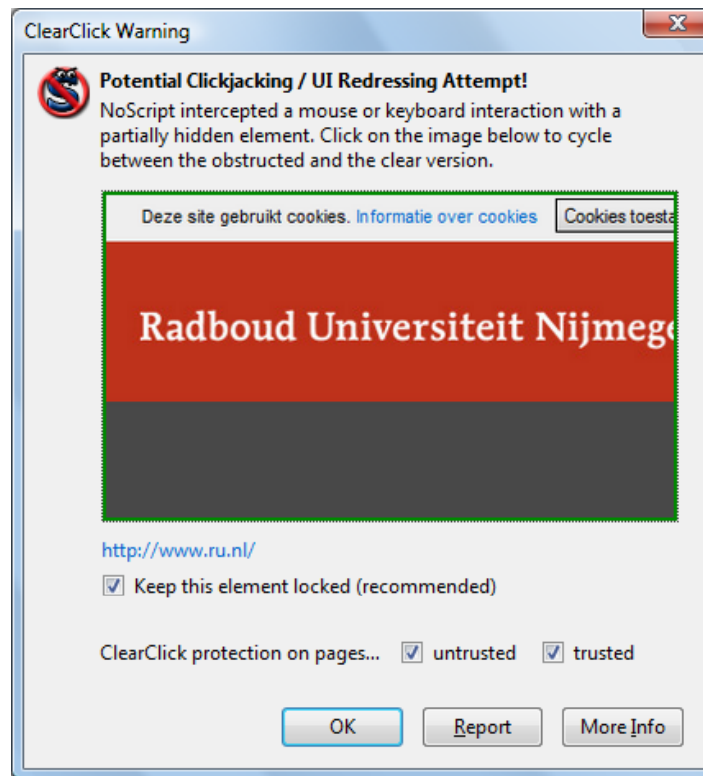 ClearClick Warning
Potential Clickjacking / UI Redressing Attempt!
NoScript intercepted a mouse or keyboard interaction with a
partially hidden element. Click on the image below to cycle
between the obstructed and the clear version.
Deze site gebruikt cookies. Informatie over cookies Cookies toesta
Radboud Universiteit Nijmege
http://www.ru.nl/
Keep this element locked (recommended)
ClearClick protection on pages... untrusted trusted
OK Report More Info